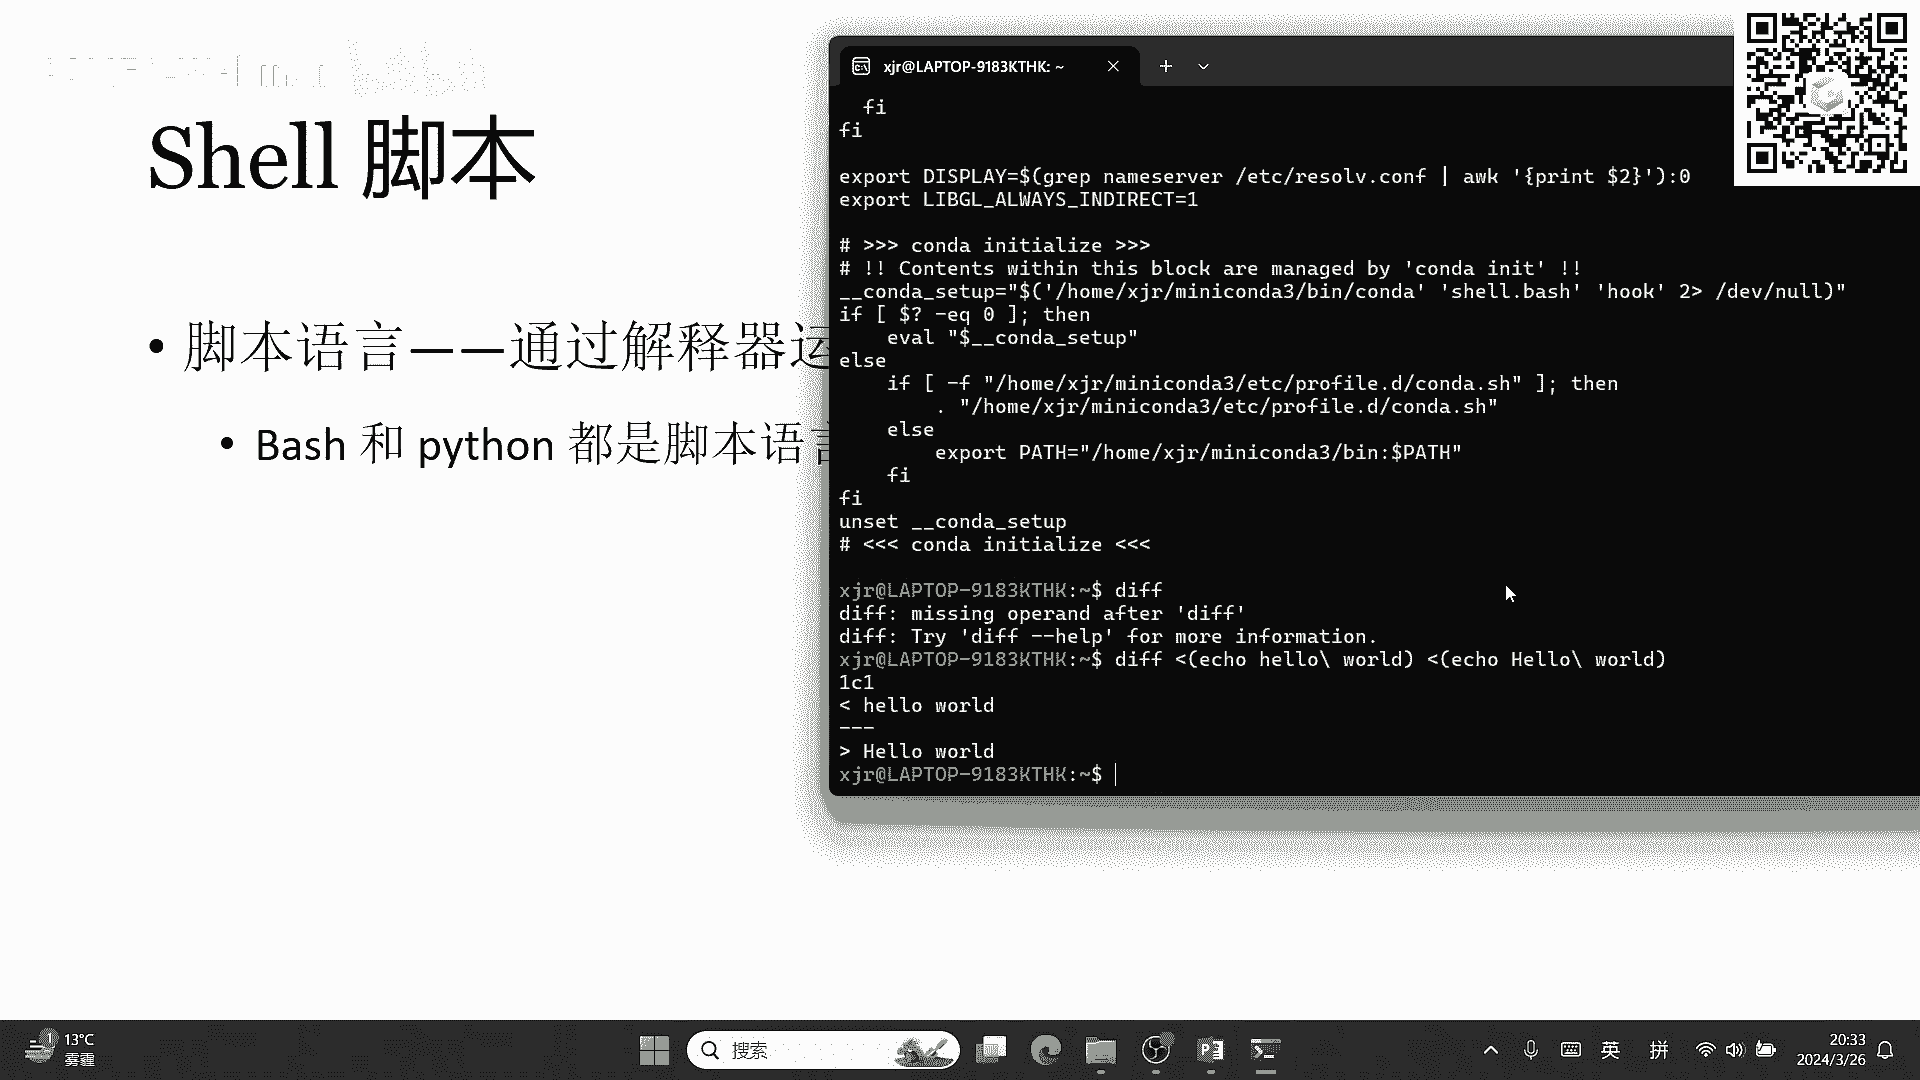 Shell 脚本
• 脚本语言——通过解释器运
• Bash 和 python 都是脚本语言
xjr@LAPTOP-9183KTHK: ~
fi
fi
export DISPLAY=$(grep nameserver /etc/resolv.conf | awk '{print $2}'):0
export LIBGL_ALWAYS_INDIRECT=1
# >>> conda initialize >>>
# !! Contents within this block are managed by 'conda init' !!
__conda_setup="$('/home/xjr/miniconda3/bin/conda' 'shell.bash' 'hook' 2> /dev/null)"
if [ $? -eq 0 ]; then
    eval "$__conda_setup"
else
    if [ -f "/home/xjr/miniconda3/etc/profile.d/conda.sh" ]; then
        . "/home/xjr/miniconda3/etc/profile.d/conda.sh"
    else
        export PATH="/home/xjr/miniconda3/bin:$PATH"
    fi
fi
unset __conda_setup
# <<< conda initialize <<<
xjr@LAPTOP-9183KTHK:~$ diff
diff: missing operand after 'diff'
diff: Try 'diff --help' for more information.
xjr@LAPTOP-9183KTHK:~$ diff <(echo hello\ world) <(echo Hello\ world)
1c1
< hello world
---
> Hello world
xjr@LAPTOP-9183KTHK:~$
1
13°C
雾霾
搜索
英
拼
20:33
2024/3/26